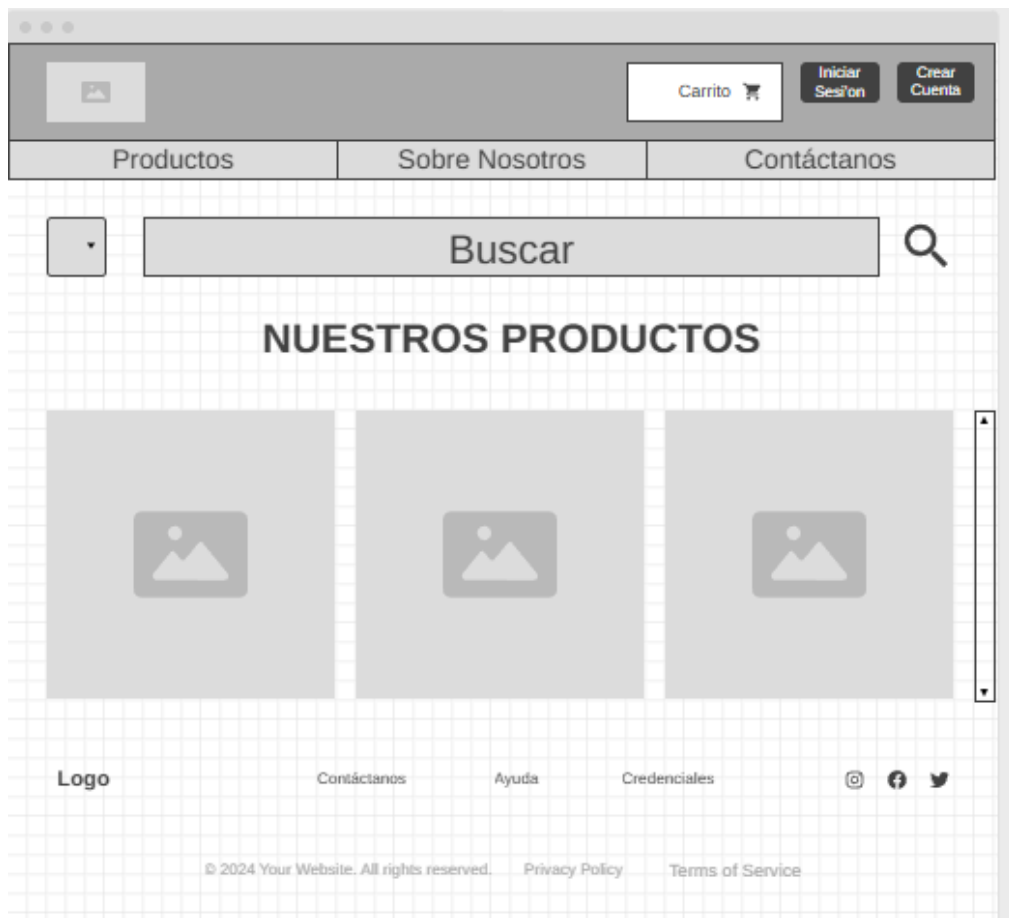 Carrito
Iniciar
Sesi'on
Crear
Cuenta
Productos
Sobre Nosotros
Contáctanos
Buscar
NUESTROS PRODUCTOS
Logo
Contáctanos
Ayuda
Credenciales
© 2024 Your Website. All rights reserved.
Privacy Policy
Terms of Service